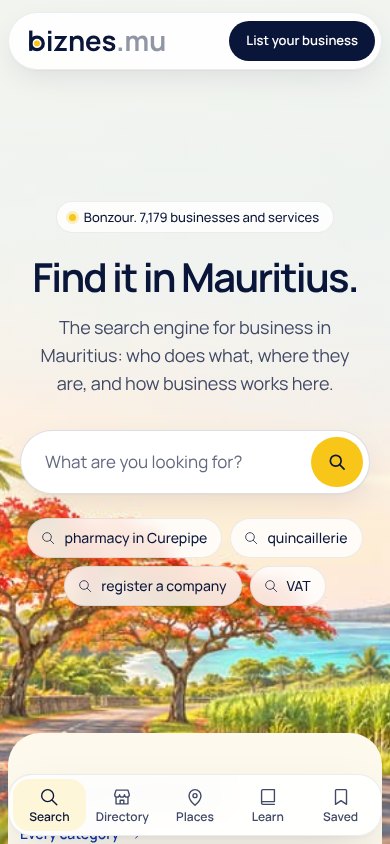 biznes.mu
List your business
Bonzour. 7,179 businesses and services
Find it in Mauritius.
The search engine for business in
Mauritius: who does what, where they
are, and how business works here.
What are you looking for?
pharmacy in Curepipe
quincaillerie
register a company
VAT
Search
Directory
Places
Learn
Saved
Every category